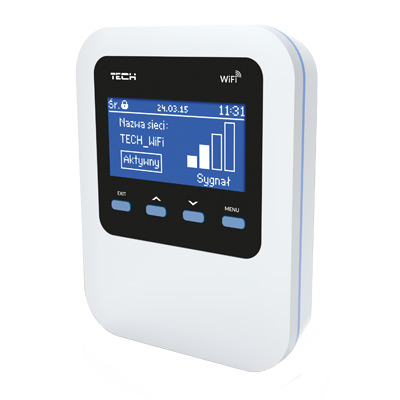 TECH WiFi
Śr. 24.03.15 11:31
Nazwa sieci:
TECH_WiFi
Aktywny
Sygnał
EXIT MENU